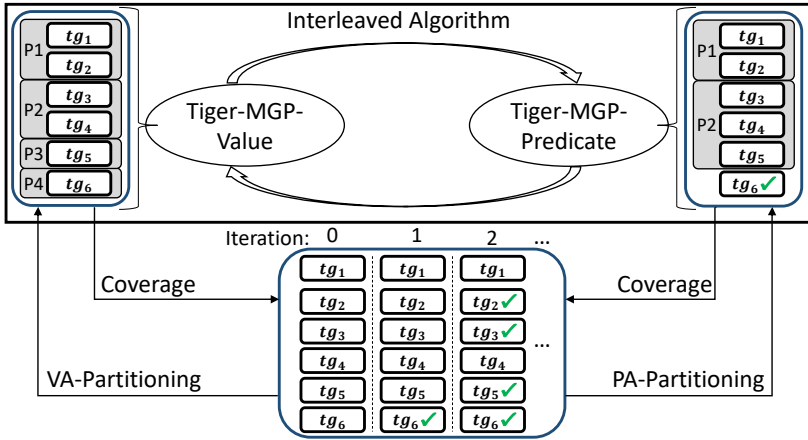 Interleaved Algorithm
P1
tg1
tg2
P2
tg3
tg4
P3
tg5
P4
tg6
Tiger-MGP-
Value
Tiger-MGP-
Predicate
P1
tg1
tg2
P2
tg3
tg4
tg5
tg6 ✓
Iteration: 0 1 2 ...
Coverage
Coverage
tg1 tg1 tg1
tg2 tg2 tg2 ✓
tg3 tg3 tg3 ✓
...
tg4 tg4 tg4
VA-Partitioning
PA-Partitioning
tg5 tg5 tg5 ✓
tg6 tg6 ✓ tg6 ✓